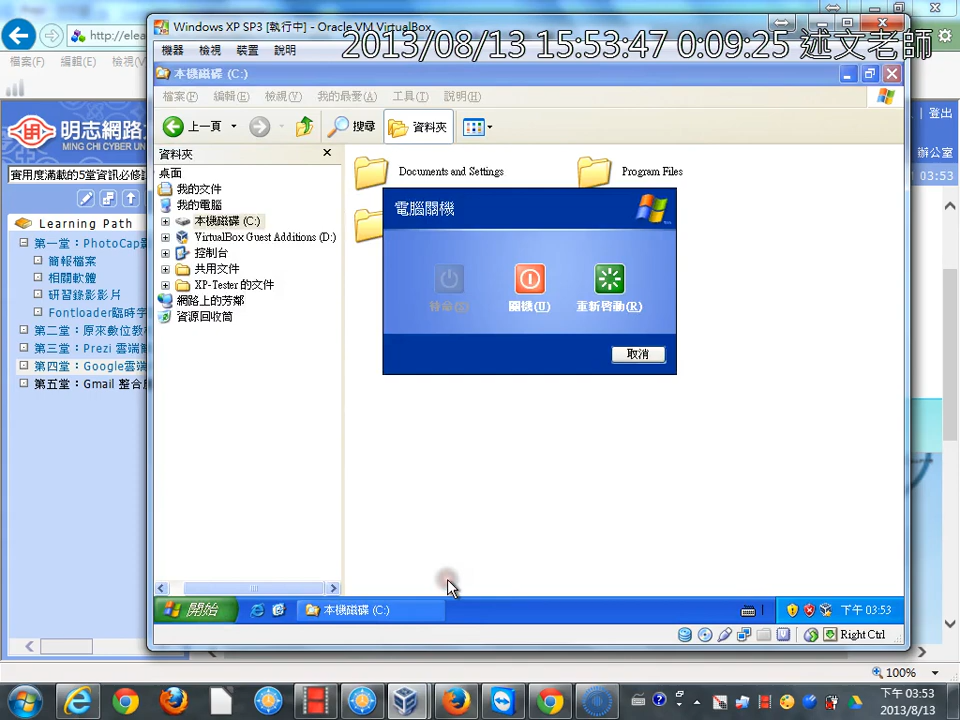 Windows XP SP3 [執行中] - Oracle VM VirtualBox
機器 檢視 裝置 說明
2013/08/13 15:53:47 0:09:25 述文老師
http://elea
檔案(F) 編輯(E) 檢視(V)
本機磁碟 (C:)
檔案(F) 編輯(E) 檢視(V) 我的最愛(A) 工具(T) 說明(H)
上一頁 搜尋 資料夾
明志網路
MING CHI CYBER UN
登出
辦公室
03:53
實用度滿載的5堂資訊必修
Learning Path
第一堂：PhotoCap
簡報檔案
相關軟體
研習錄影影片
Fontloader臨時字
第二堂：原來數位教
第三堂：Prezi 雲端
第四堂：Google雲端
第五堂：Gmail 整合
資料夾
桌面
我的文件
我的電腦
本機磁碟 (C:)
VirtualBox Guest Additions (D:)
控制台
共用文件
XP-Tester 的文件
網路上的芳鄰
資源回收筒
Documents and Settings
Program Files
電腦關機
待命(S) 關機(U) 重新啟動(R)
取消
開始 本機磁碟 (C:) 下午 03:53
Right Ctrl
100%
下午 03:53
2013/8/13